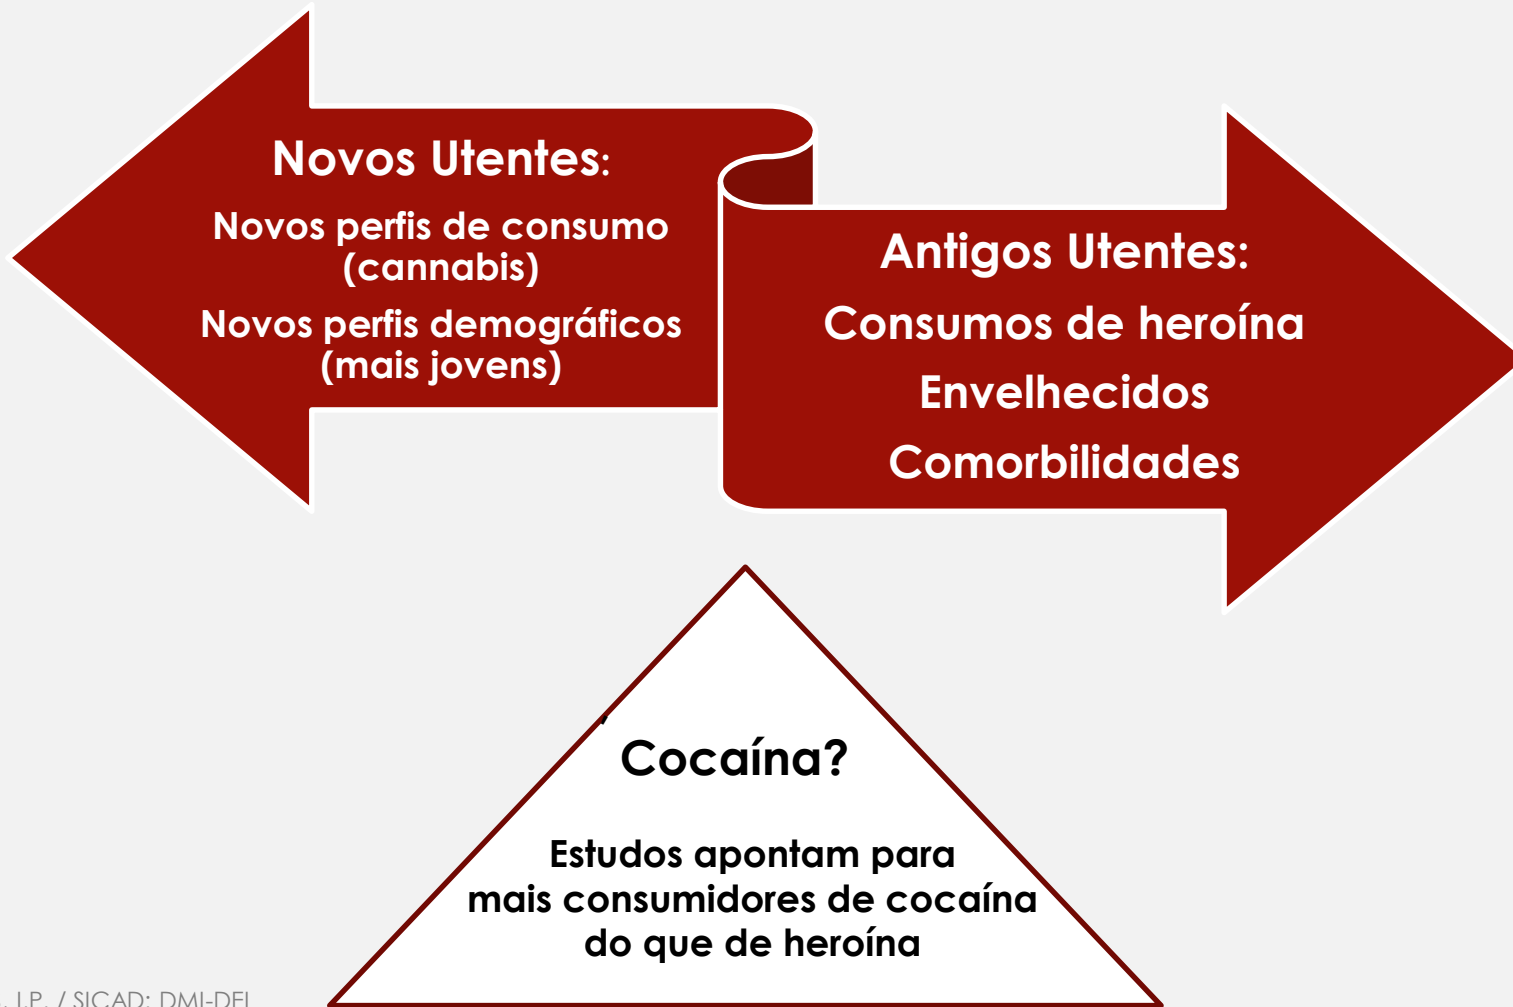 Novos Utentes:
Novos perfis de consumo
(cannabis)
Novos perfis demográficos
(mais jovens)
Antigos Utentes:
Consumos de heroína
Envelhecidos
Comorbilidades
Cocaína?
Estudos apontam para
mais consumidores de cocaína
do que de heroína
I.P. / SICAD: DMI-DEI